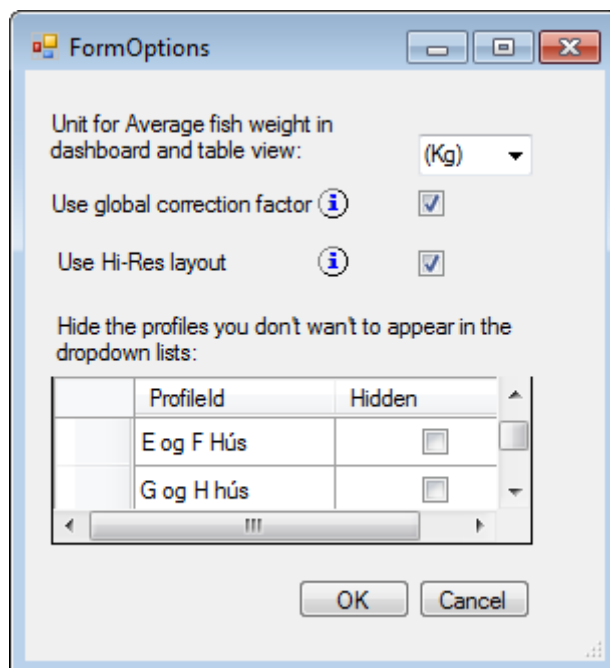 FormOptions
Unit for Average fish weight in
dashboard and table view:
(Kg)
Use global correction factor
Use Hi-Res layout
Hide the profiles you don't wan't to appear in the
dropdown lists:
ProfileId Hidden
E og F Hús
G og H hús
OK Cancel